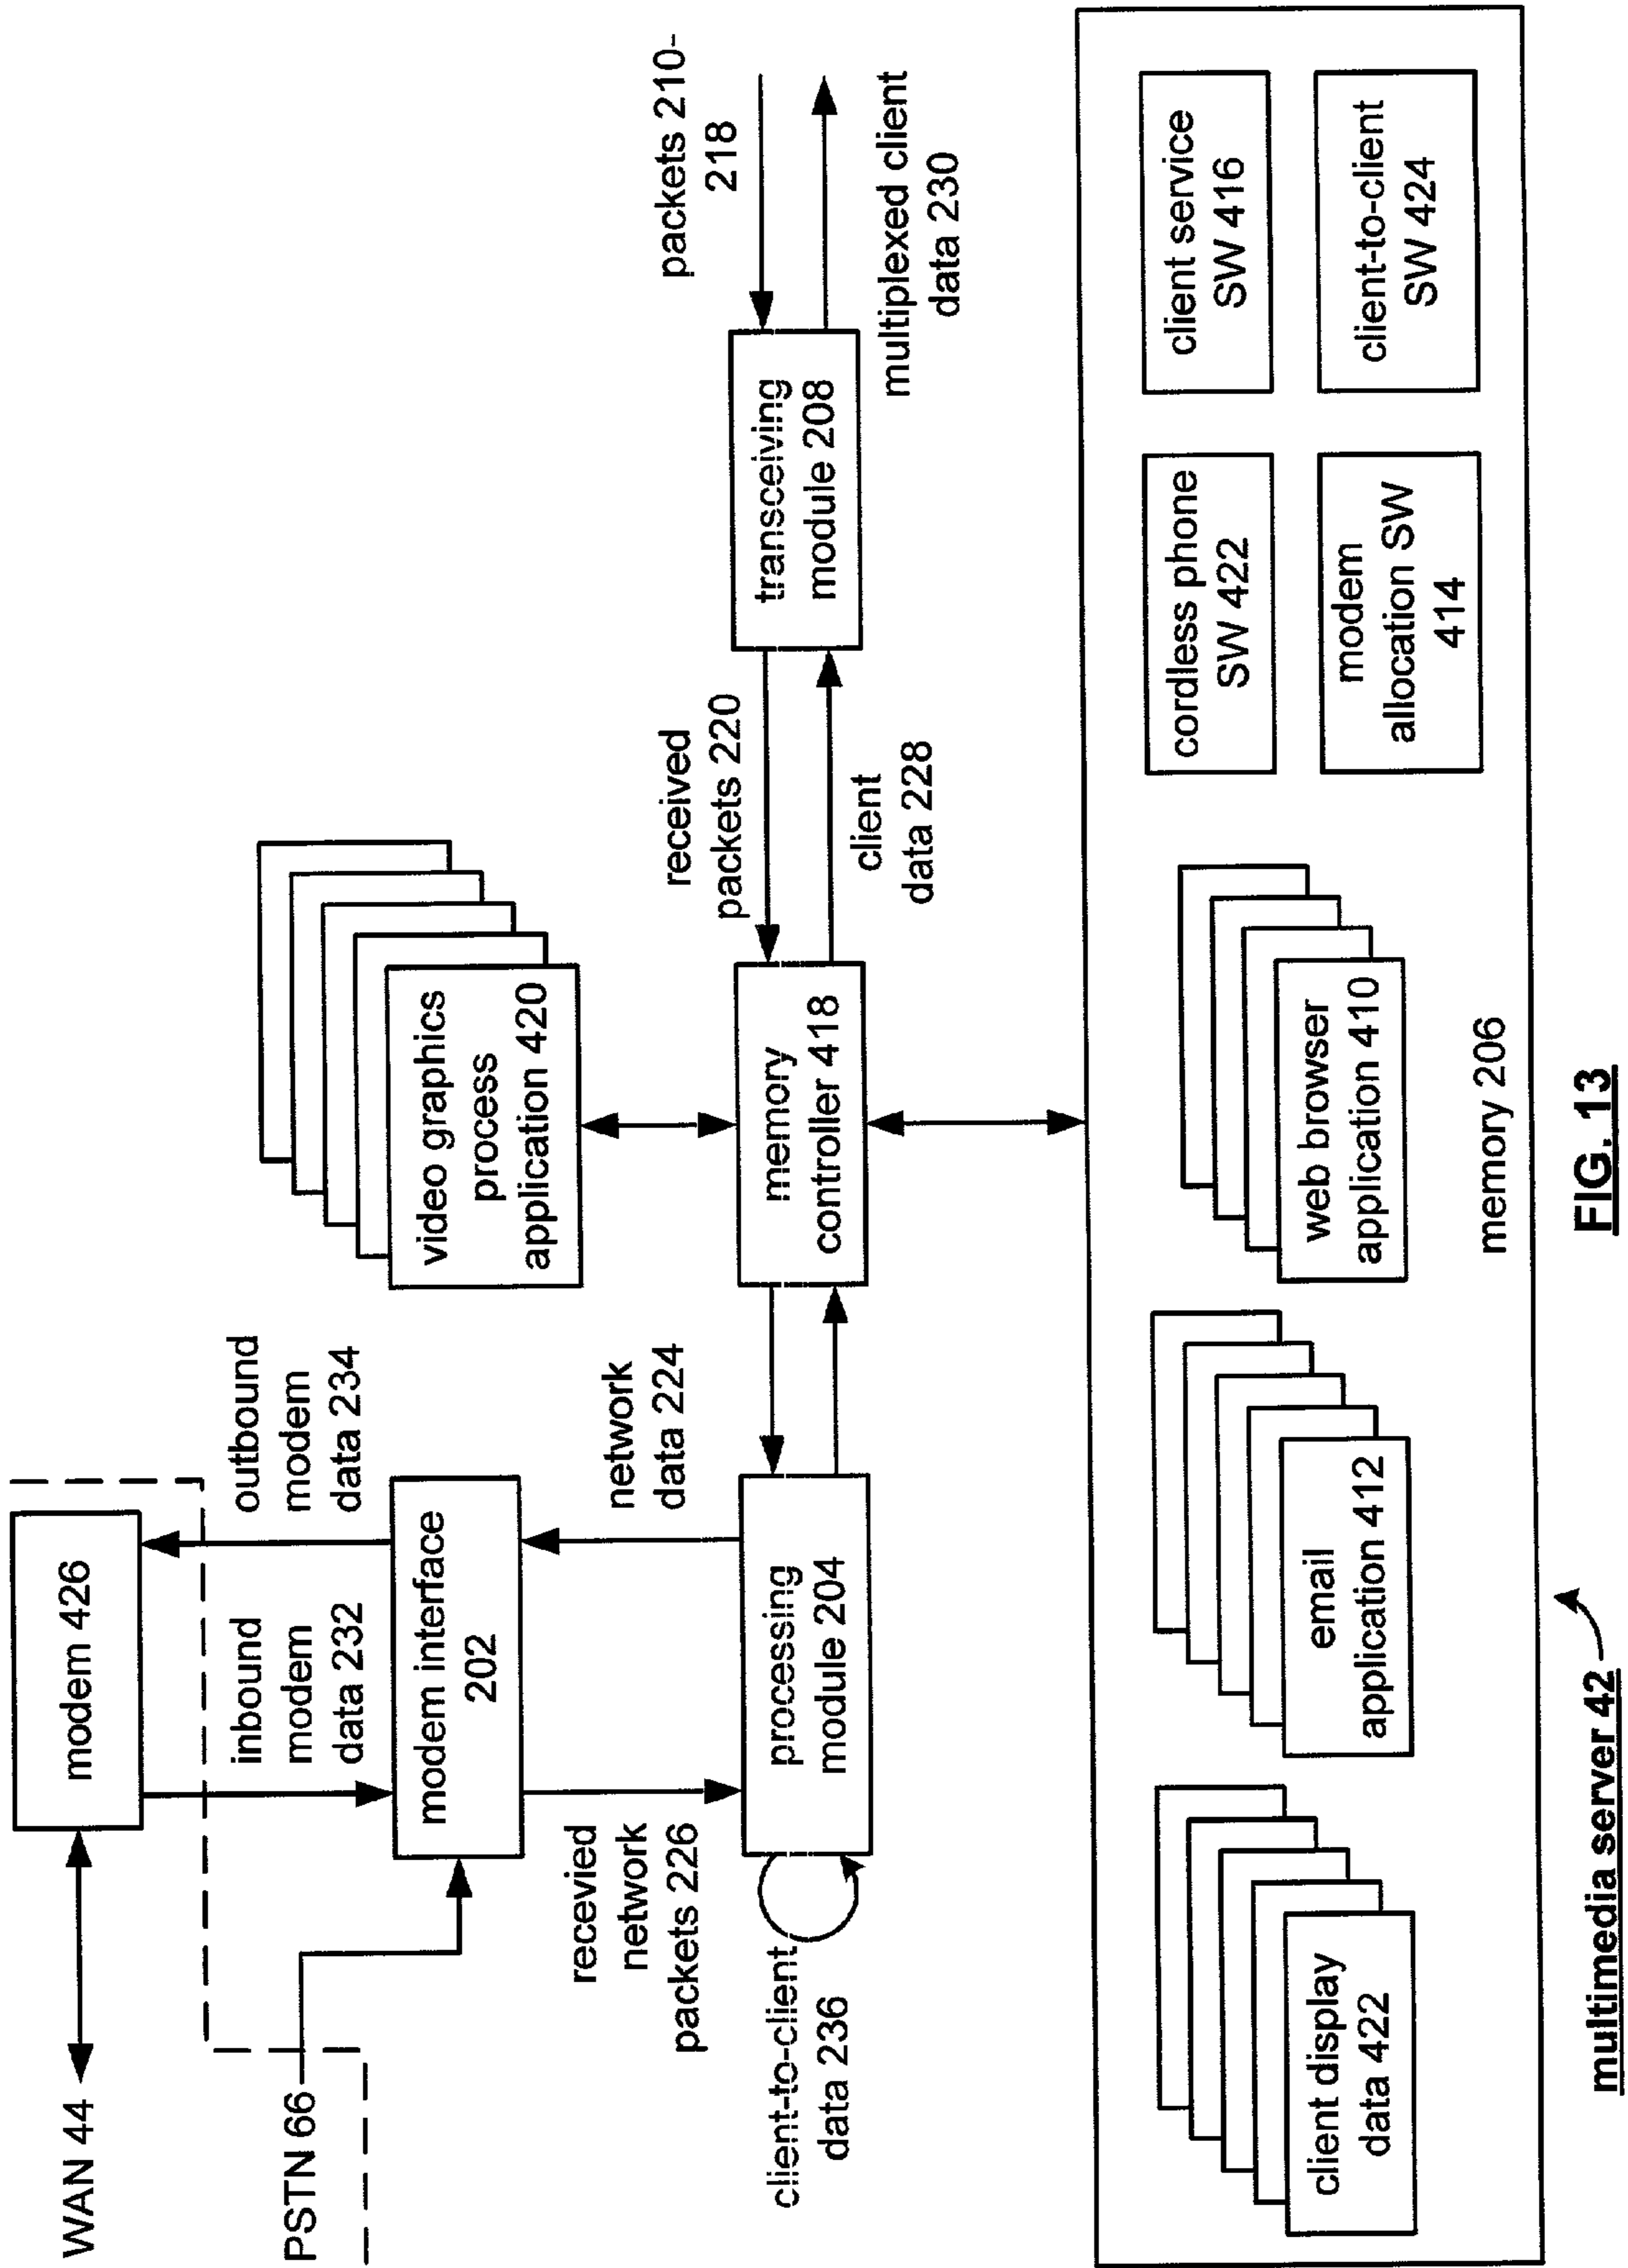 WAN 44
modem 426
PSTN 66
inbound
modem
data 232
outbound
modem
data 234
modem interface
202
recevied
network
packets 226
network
data 224
video graphics
process
application 420
client-to-client
data 236
processing
module 204
memory
controller 418
received
packets 220
client
data 228
transceiving
module 208
packets 210-
218
multiplexed client
data 230
client display
data 422
email
application 412
web browser
application 410
cordless phone
SW 422
client service
SW 416
modem
allocation SW
414
client-to-client
SW 424
memory 206
multimedia server 42
FIG. 13